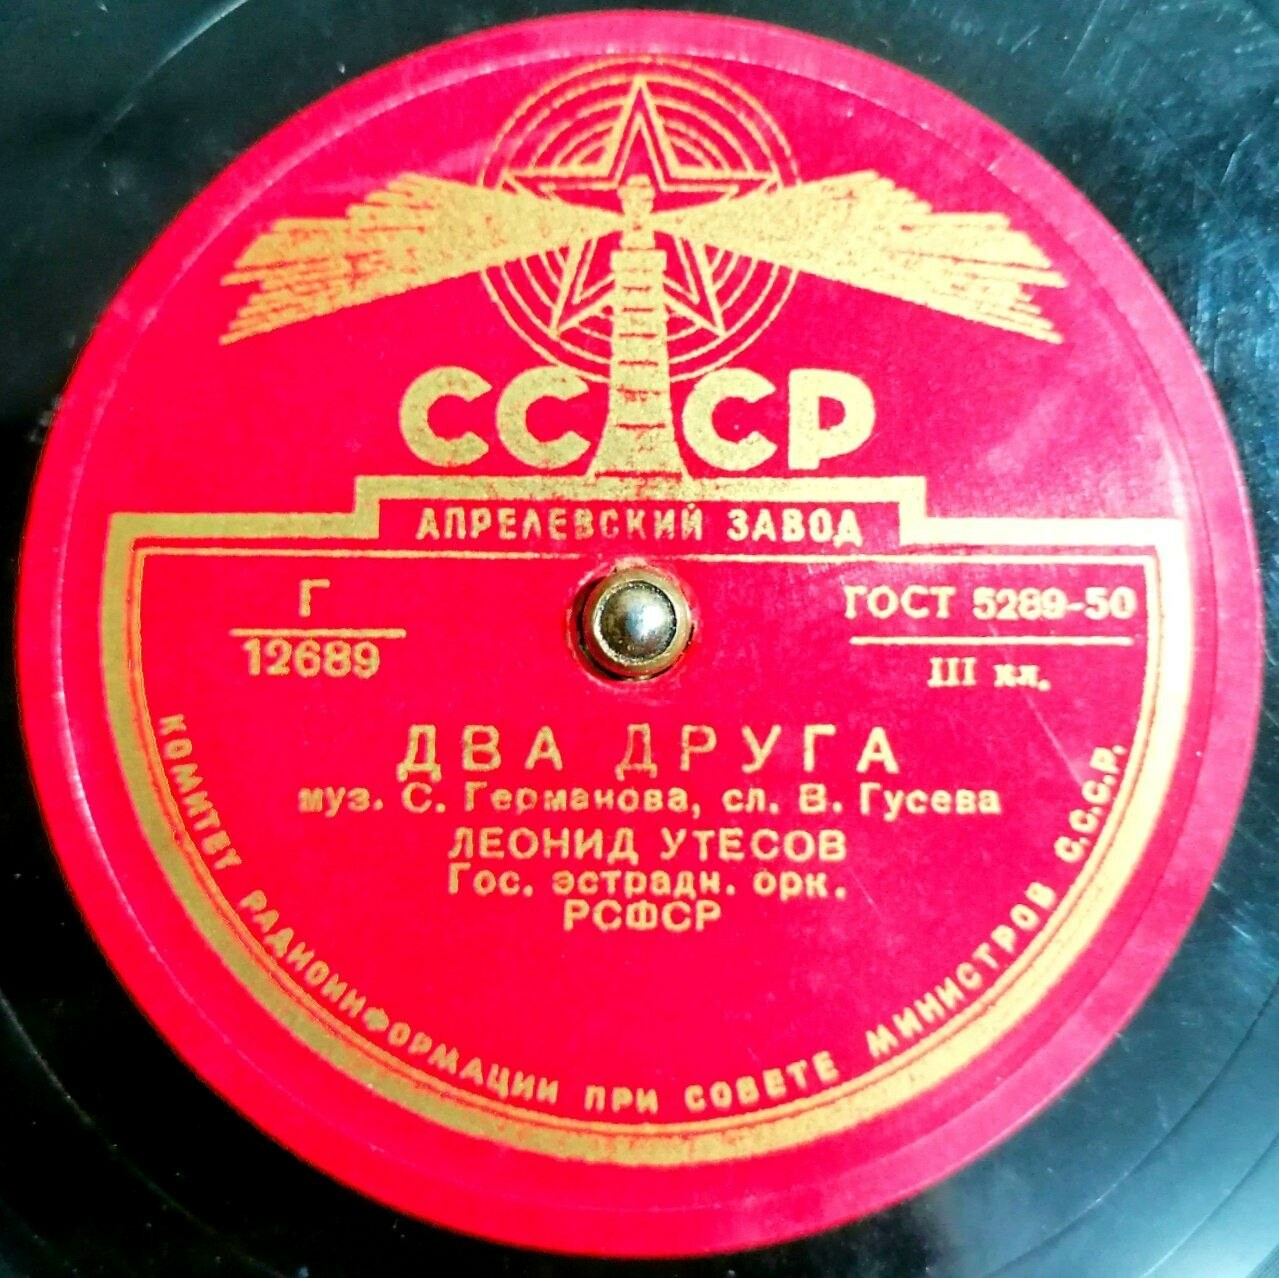 СССР
АПРЕЛЕВСКИЙ ЗАВОД
Г
12689
ГОСТ 5289-50
III кл.
ДВА ДРУГА
муз. С. Германова, сл. В. Гусева
ЛЕОНИД УТЕСОВ
Гос. эстрадн. орк.
РСФСР
КОМИТЕТ РАДИОИНФОРМАЦИИ ПРИ СОВЕТЕ МИНИСТРОВ С.С.С.Р.